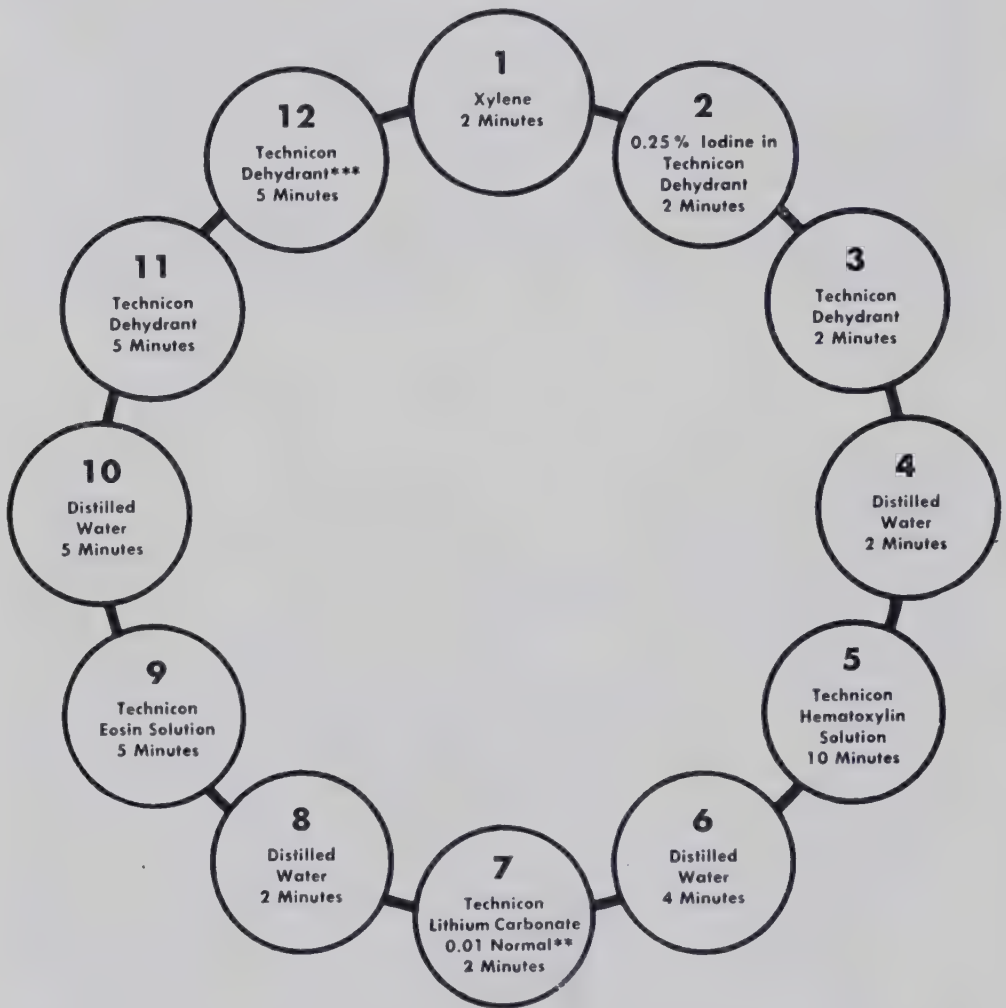 1
Xylene
2 Minutes
2
0.25% Iodine in
Technicon
Dehydrant
2 Minutes
3
Technicon
Dehydrant
2 Minutes
4
Distilled
Water
2 Minutes
5
Technicon
Hematoxylin
Solution
10 Minutes
6
Distilled
Water
4 Minutes
7
Technicon
Lithium Carbonate
0.01 Normal**
2 Minutes
8
Distilled
Water
2 Minutes
9
Technicon
Eosin Solution
5 Minutes
10
Distilled
Water
5 Minutes
11
Technicon
Dehydrant
5 Minutes
12
Technicon
Dehydrant***
5 Minutes